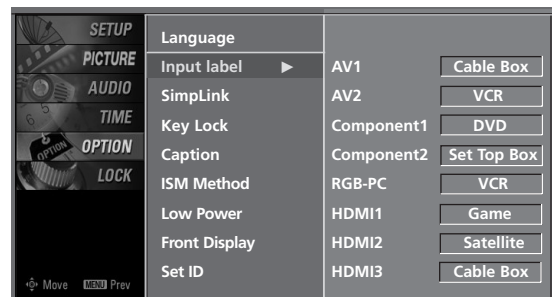 SETUP
PICTURE
AUDIO
TIME
OPTION
LOCK
Move MENU Prev
Language
Input label ►
SimpLink
Key Lock
Caption
ISM Method
Low Power
Front Display
Set ID
AV1 Cable Box
AV2 VCR
Component1 DVD
Component2 Set Top Box
RGB-PC VCR
HDMI1 Game
HDMI2 Satellite
HDMI3 Cable Box